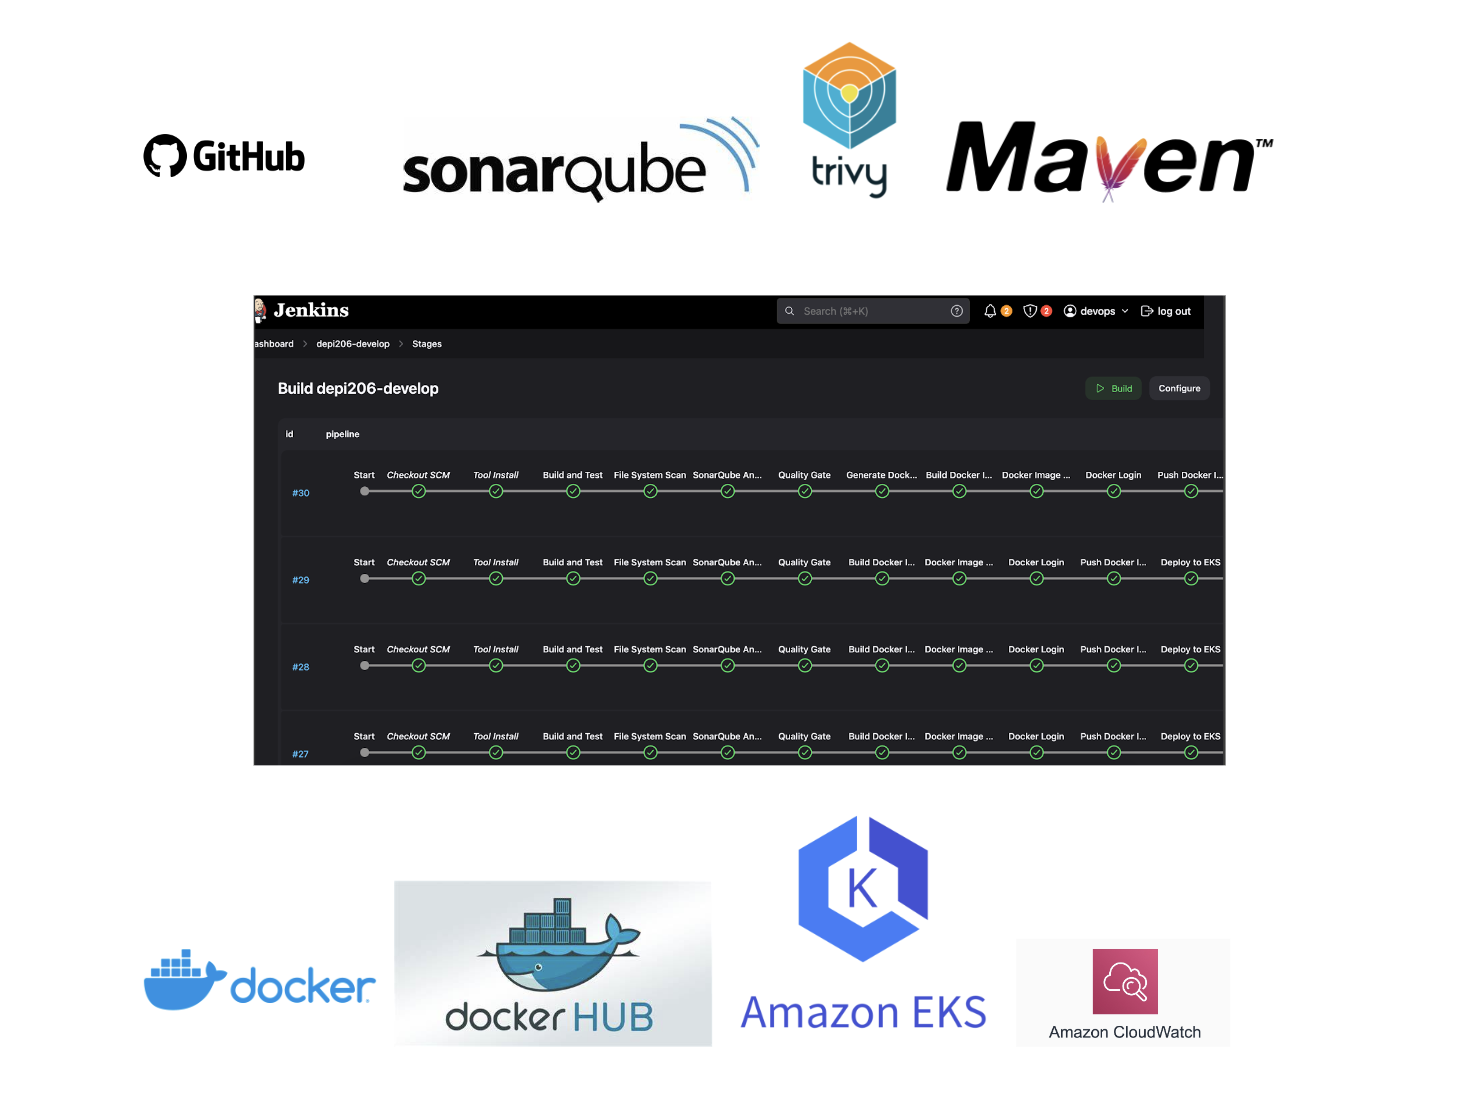 GitHub
sonarqube
trivy
Maven™
Jenkins
Search (⌘+K)
2
2
devops
log out
ashboard > depi206-develop > Stages
Build depi206-develop
Build
Configure
id pipeline
Start Checkout SCM Tool Install Build and Test File System Scan SonarQube An... Quality Gate Generate Dock... Build Docker I... Docker Image ... Docker Login Push Docker I...
#30
Start Checkout SCM Tool Install Build and Test File System Scan SonarQube An... Quality Gate Build Docker I... Docker Image ... Docker Login Push Docker I... Deploy to EKS
#29
Start Checkout SCM Tool Install Build and Test File System Scan SonarQube An... Quality Gate Build Docker I... Docker Image ... Docker Login Push Docker I... Deploy to EKS
#28
Start Checkout SCM Tool Install Build and Test File System Scan SonarQube An... Quality Gate Build Docker I... Docker Image ... Docker Login Push Docker I... Deploy to EKS
#27
docker
docker HUB
K
Amazon EKS
Amazon CloudWatch